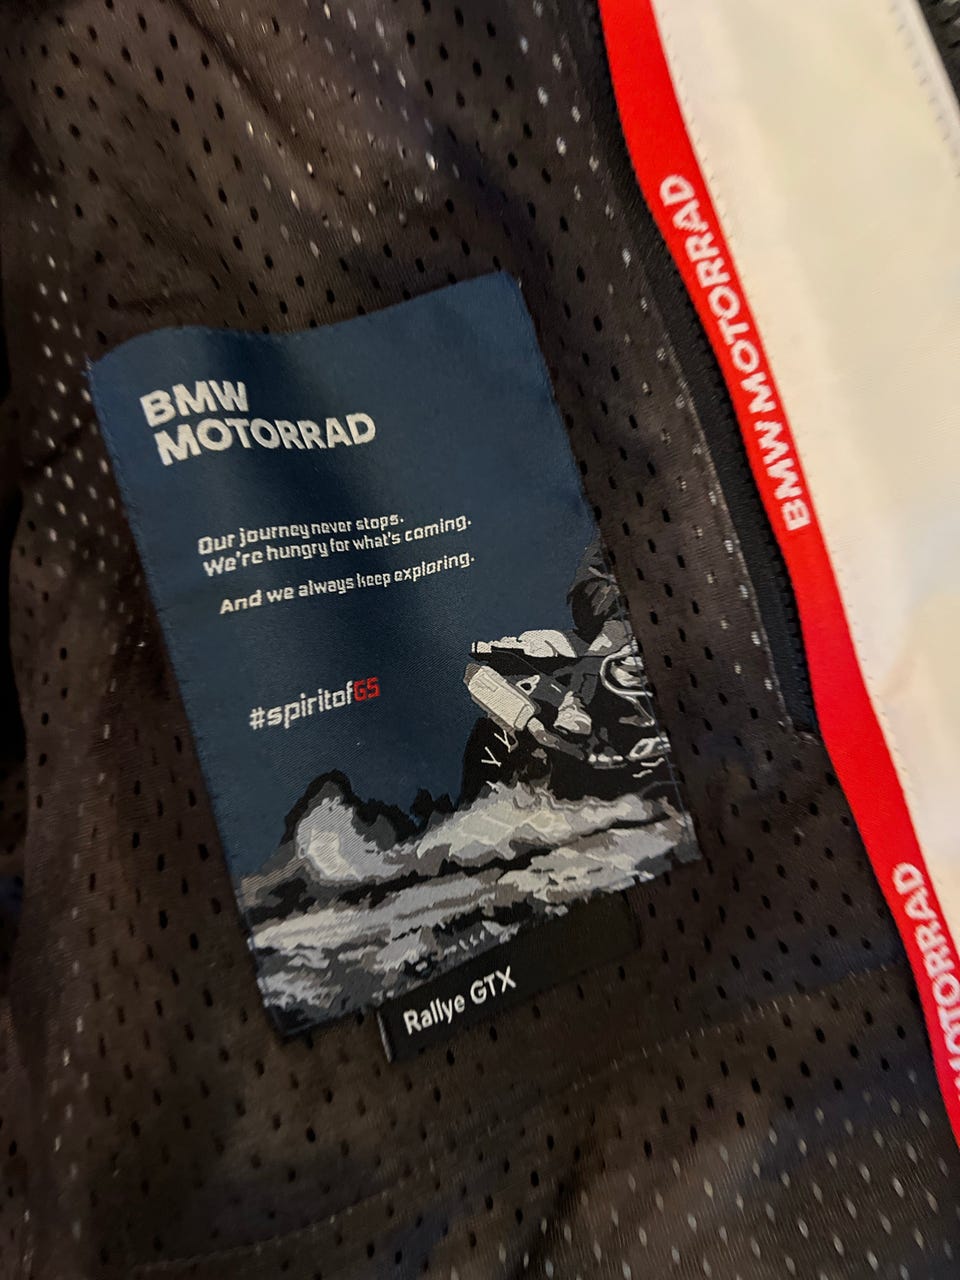 BMW
MOTORRAD
Our journey never stops.
We're hungry for what's coming.
And we always keep exploring.
#spiritofGS
Rallye GTX
BMW MOTORRAD
MOTORRAD